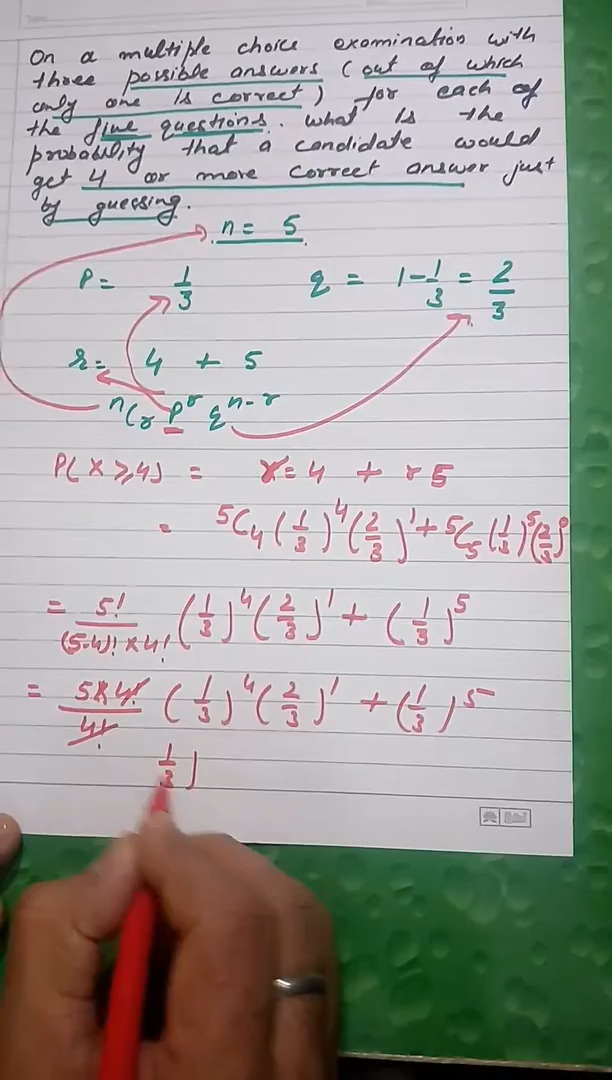 On a multiple choice examination with
three possible answers (out of which
only one is correct) for each of
the five questions. What is the
probability that a candidate would
get 4 or more correct answer just
by guessing.
n = 5
P = 1/3 q = 1 - 1/3 = 2/3
r = 4 + 5
ⁿCᵣ Pʳ qⁿ⁻ʳ
P(X ≥ 4) = r = 4 + r 5
= ⁵C₄ (1/3)⁴ (2/3)¹ + ⁵C₅ (1/3)⁵ (2/3)⁰
= 5!/((5-4)! × 4!) (1/3)⁴ (2/3)¹ + (1/3)⁵
= (5×4!)/4! (1/3)⁴ (2/3)¹ + (1/3)⁵
1/3)